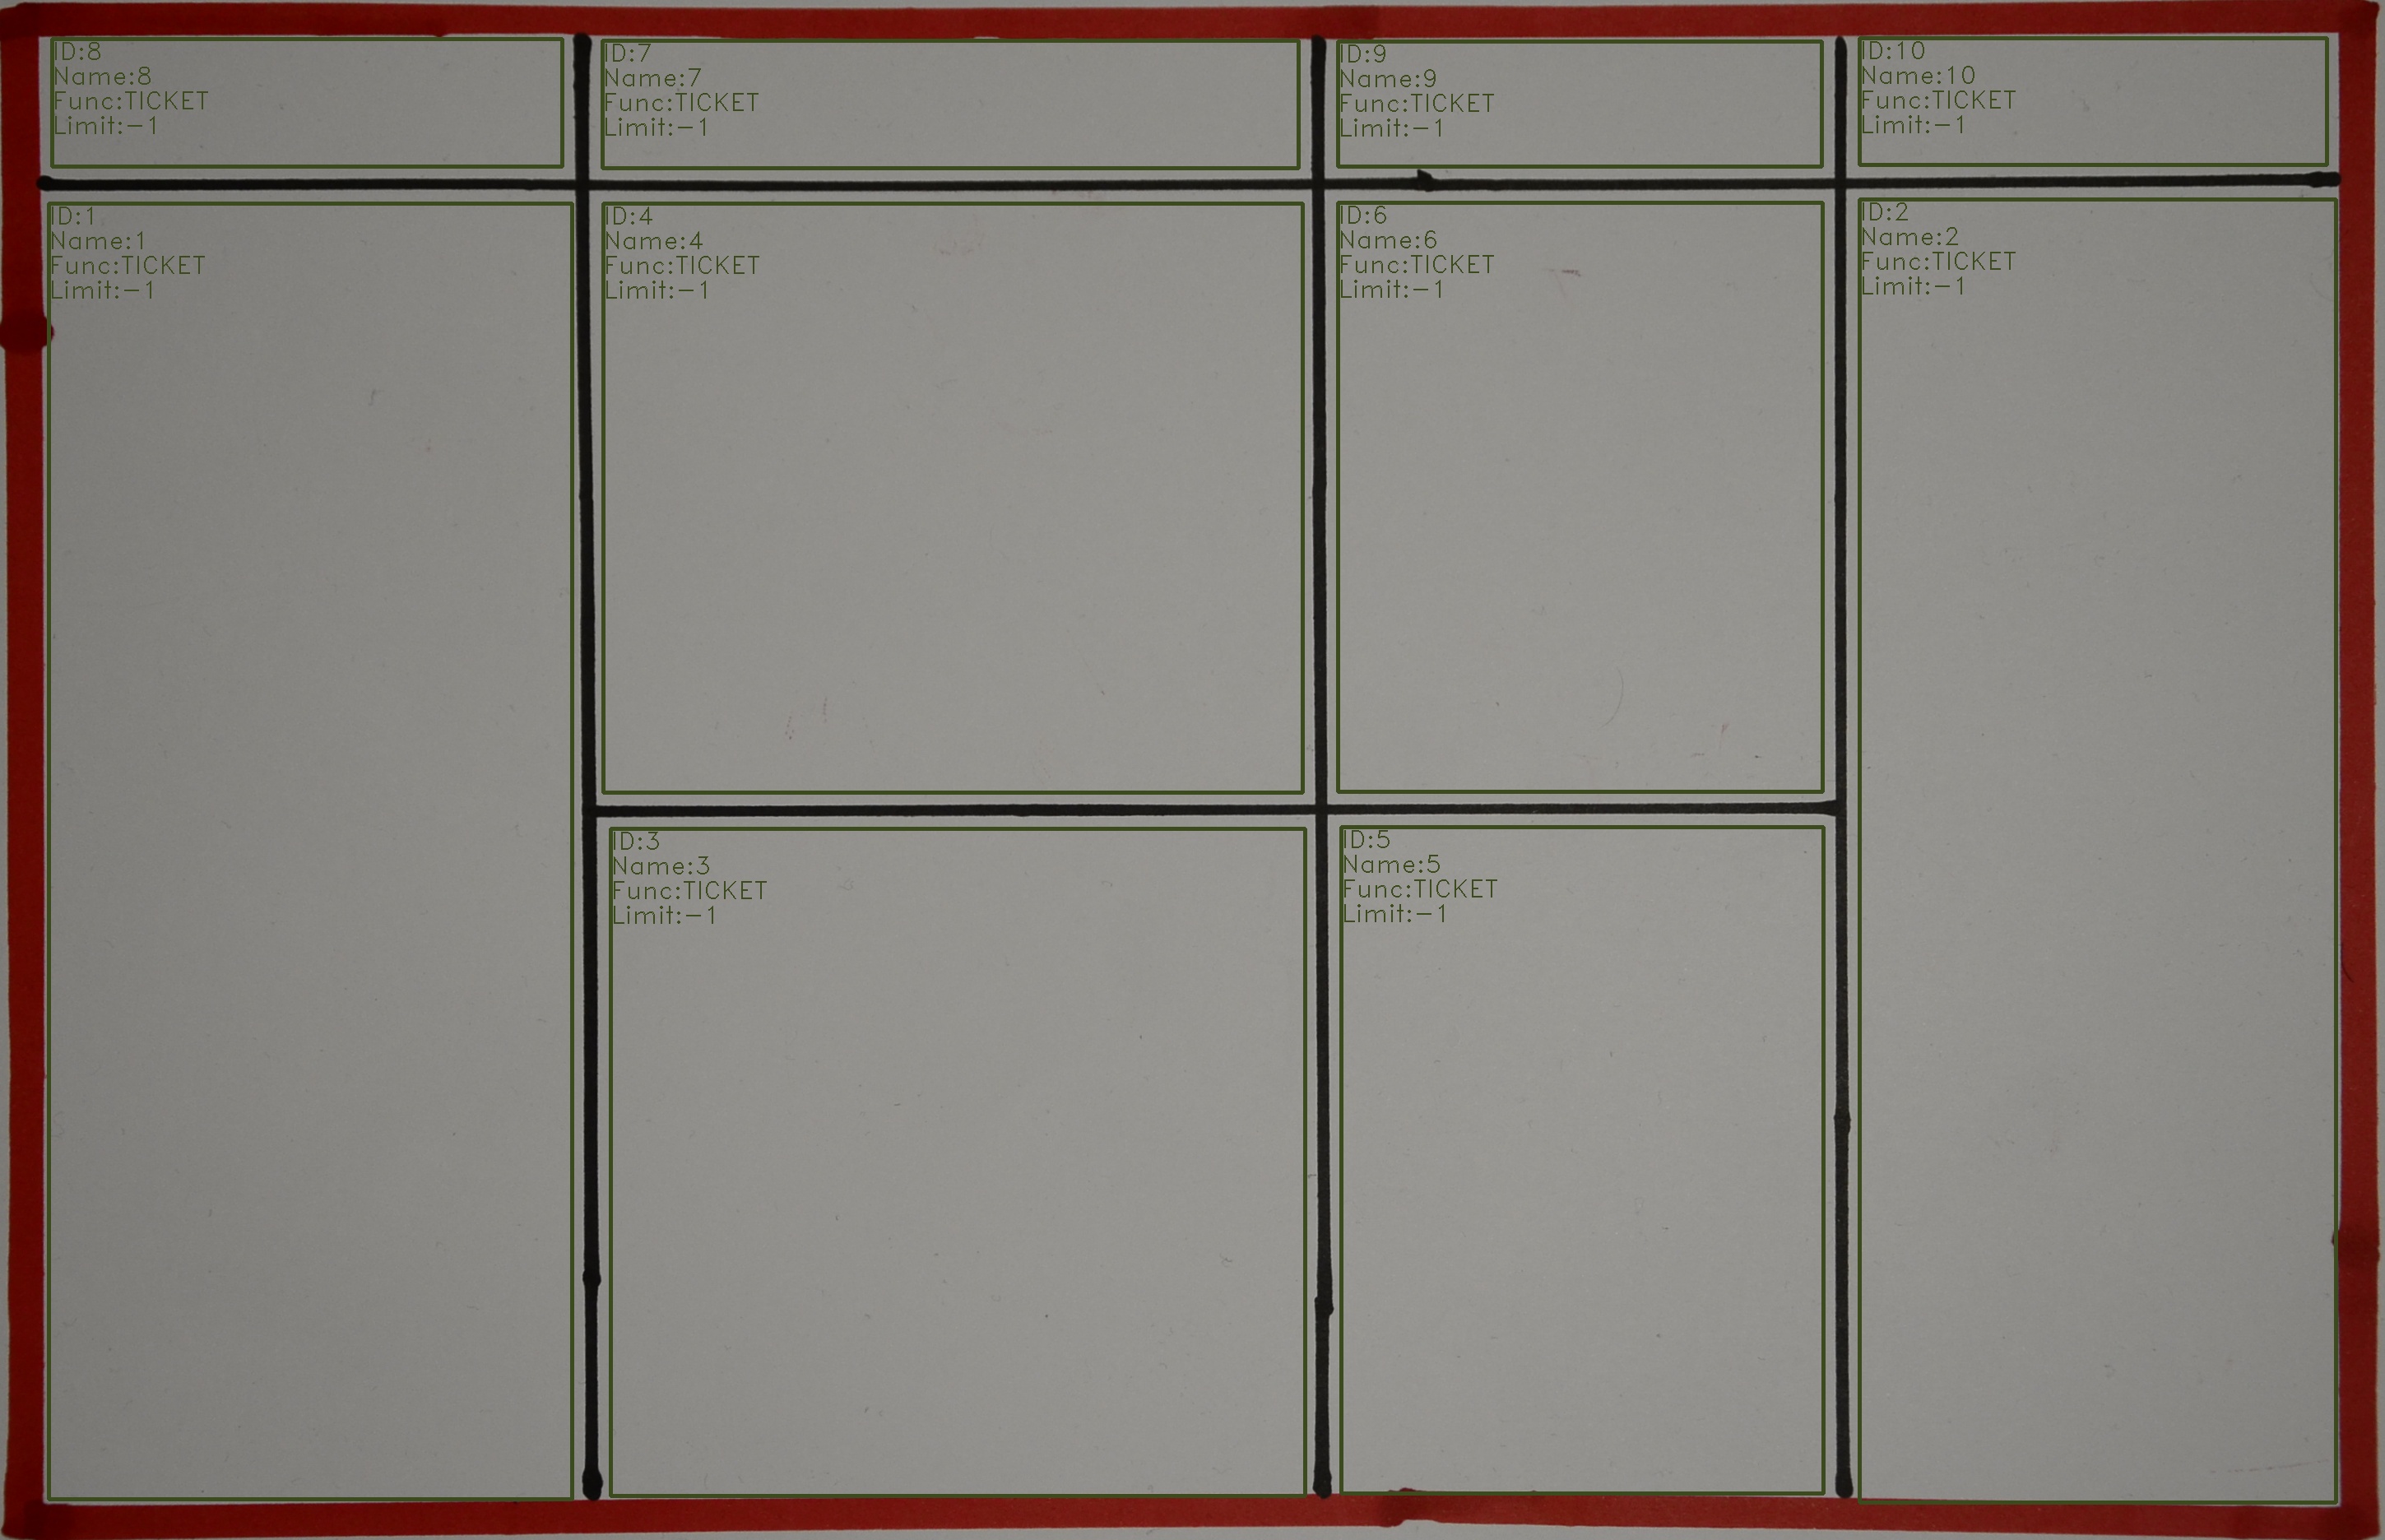 ID:8
Name:8
Func:TICKET
Limit:-1
ID:7
Name:7
Func:TICKET
Limit:-1
ID:9
Name:9
Func:TICKET
Limit:-1
ID:10
Name:10
Func:TICKET
Limit:-1
ID:1
Name:1
Func:TICKET
Limit:-1
ID:4
Name:4
Func:TICKET
Limit:-1
ID:6
Name:6
Func:TICKET
Limit:-1
ID:2
Name:2
Func:TICKET
Limit:-1
ID:3
Name:3
Func:TICKET
Limit:-1
ID:5
Name:5
Func:TICKET
Limit:-1